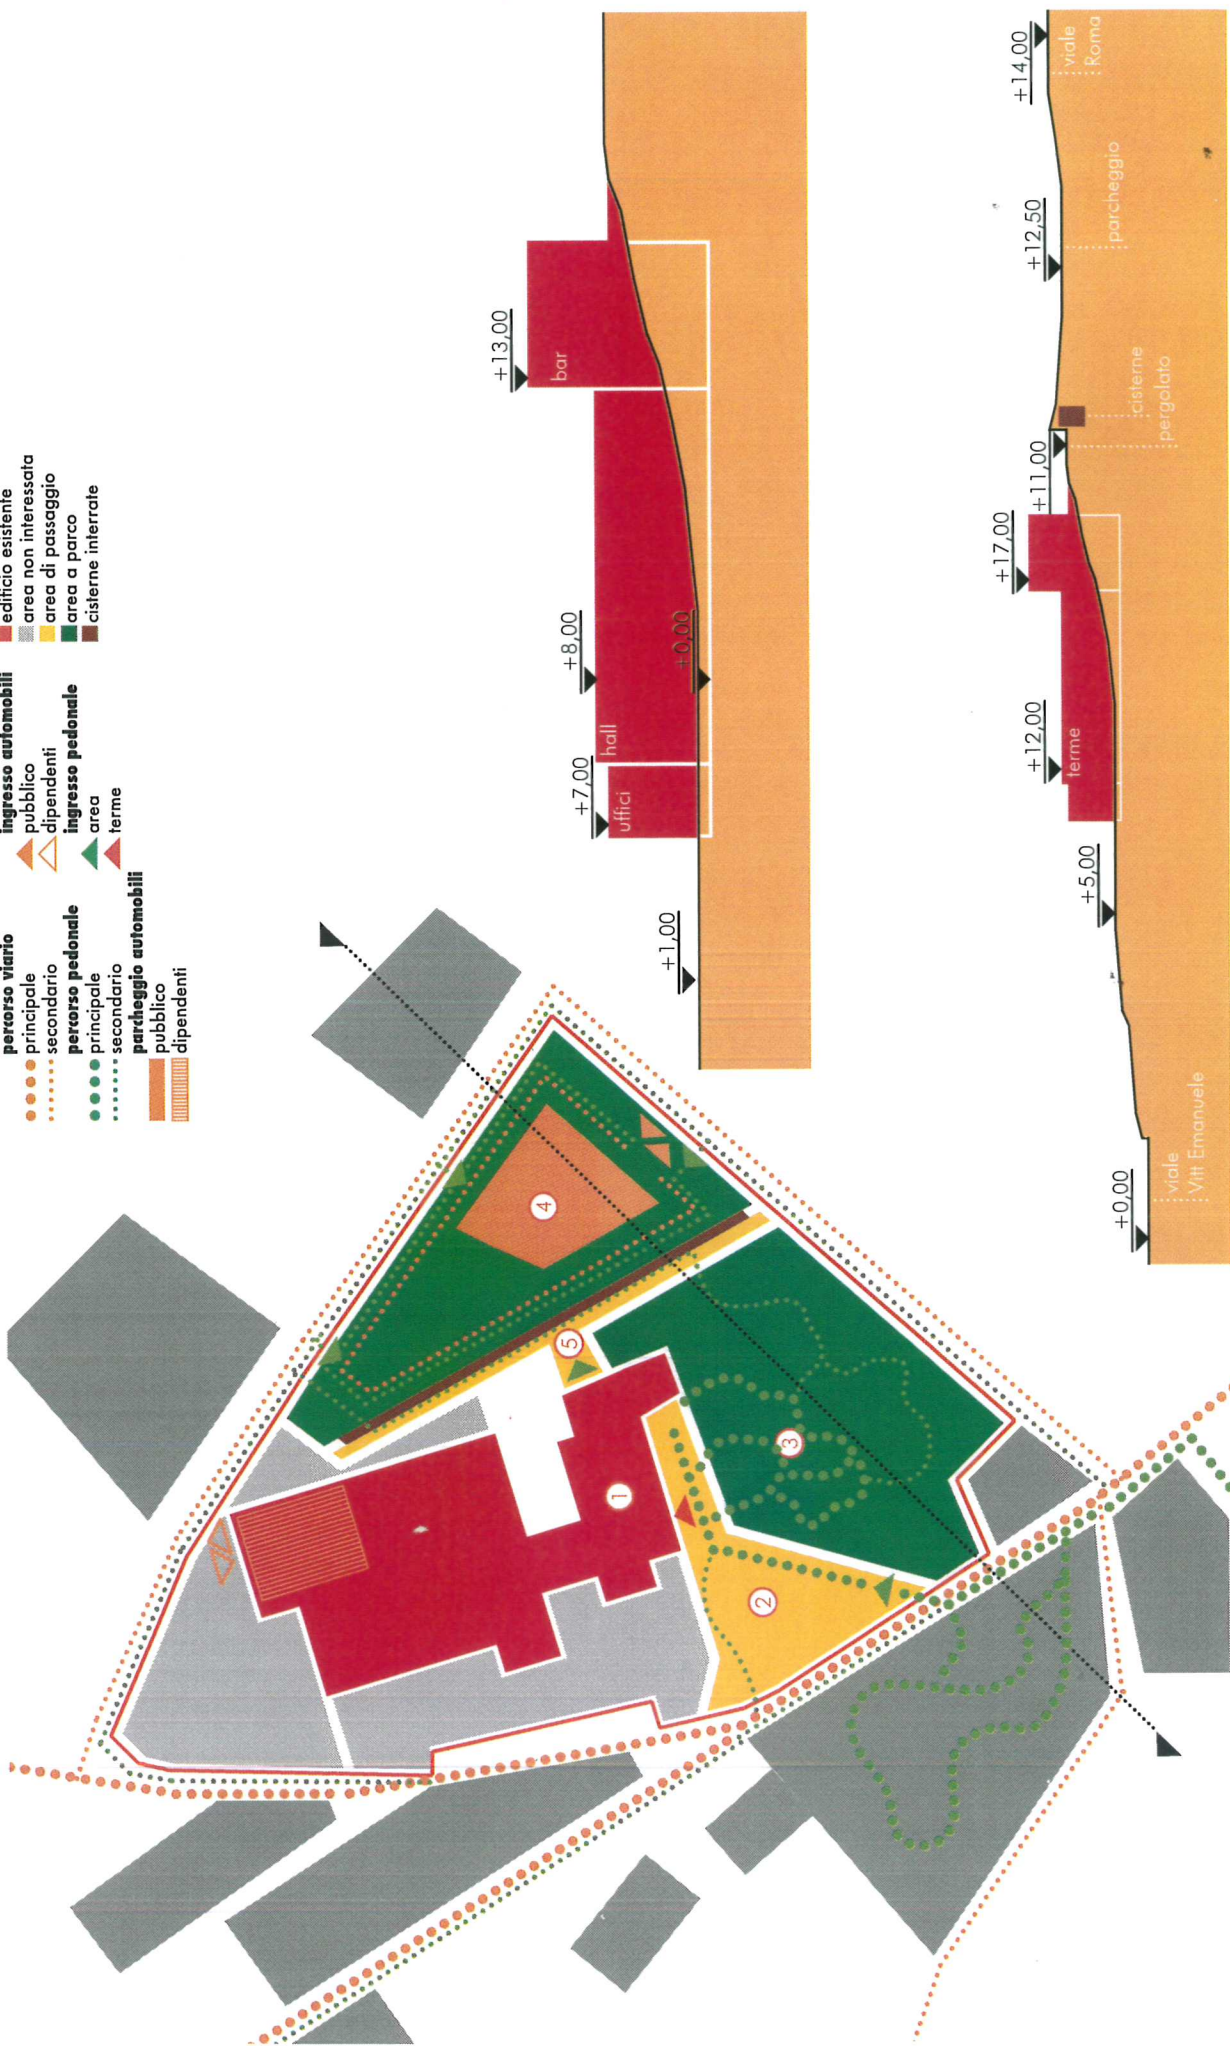 percorso viario
principale
secondario
percorso pedonale
principale
secondario
parcheggio automobili
pubblico
dipendenti
ingresso automobili
pubblico
dipendenti
ingresso pedonale
area
terme
edificio esistente
area non interessata
area di passaggio
area a parco
cisterne interrate
1
2
3
4
5
+1,00
+7,00
+8,00
+0,00
+13,00
uffici
hall
bar
+0,00
+5,00
+12,00
+17,00
+11,00
+12,50
+14,00
viale
Vitt Emanuele
terme
pergolato
cisterne
parcheggio
viale
Roma